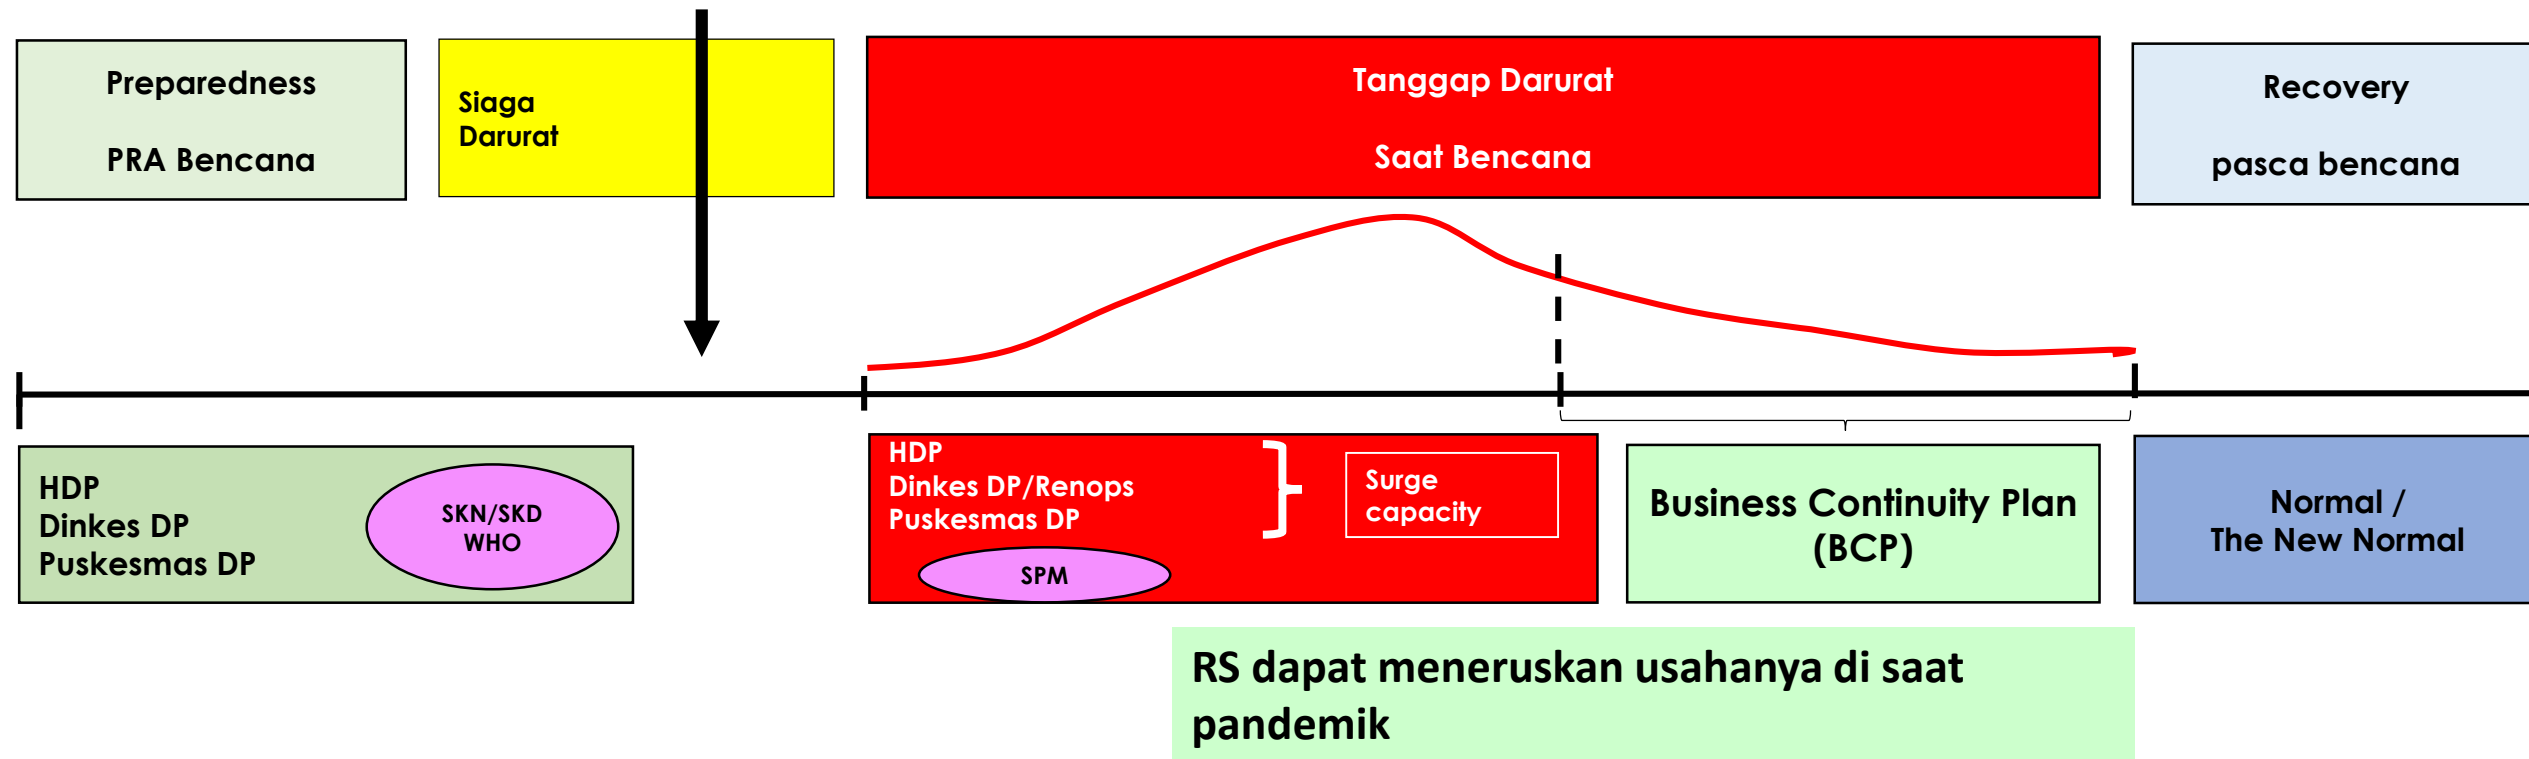 Preparedness
PRA Bencana
Siaga
Darurat
Tanggap Darurat
Saat Bencana
Recovery
pasca bencana
HDP
Dinkes DP
Puskesmas DP
SKN/SKD
WHO
HDP
Dinkes DP/Renops
Puskesmas DP
Surge
capacity
SPM
Business Continuity Plan
(BCP)
Normal /
The New Normal
RS dapat meneruskan usahanya di saat
pandemik